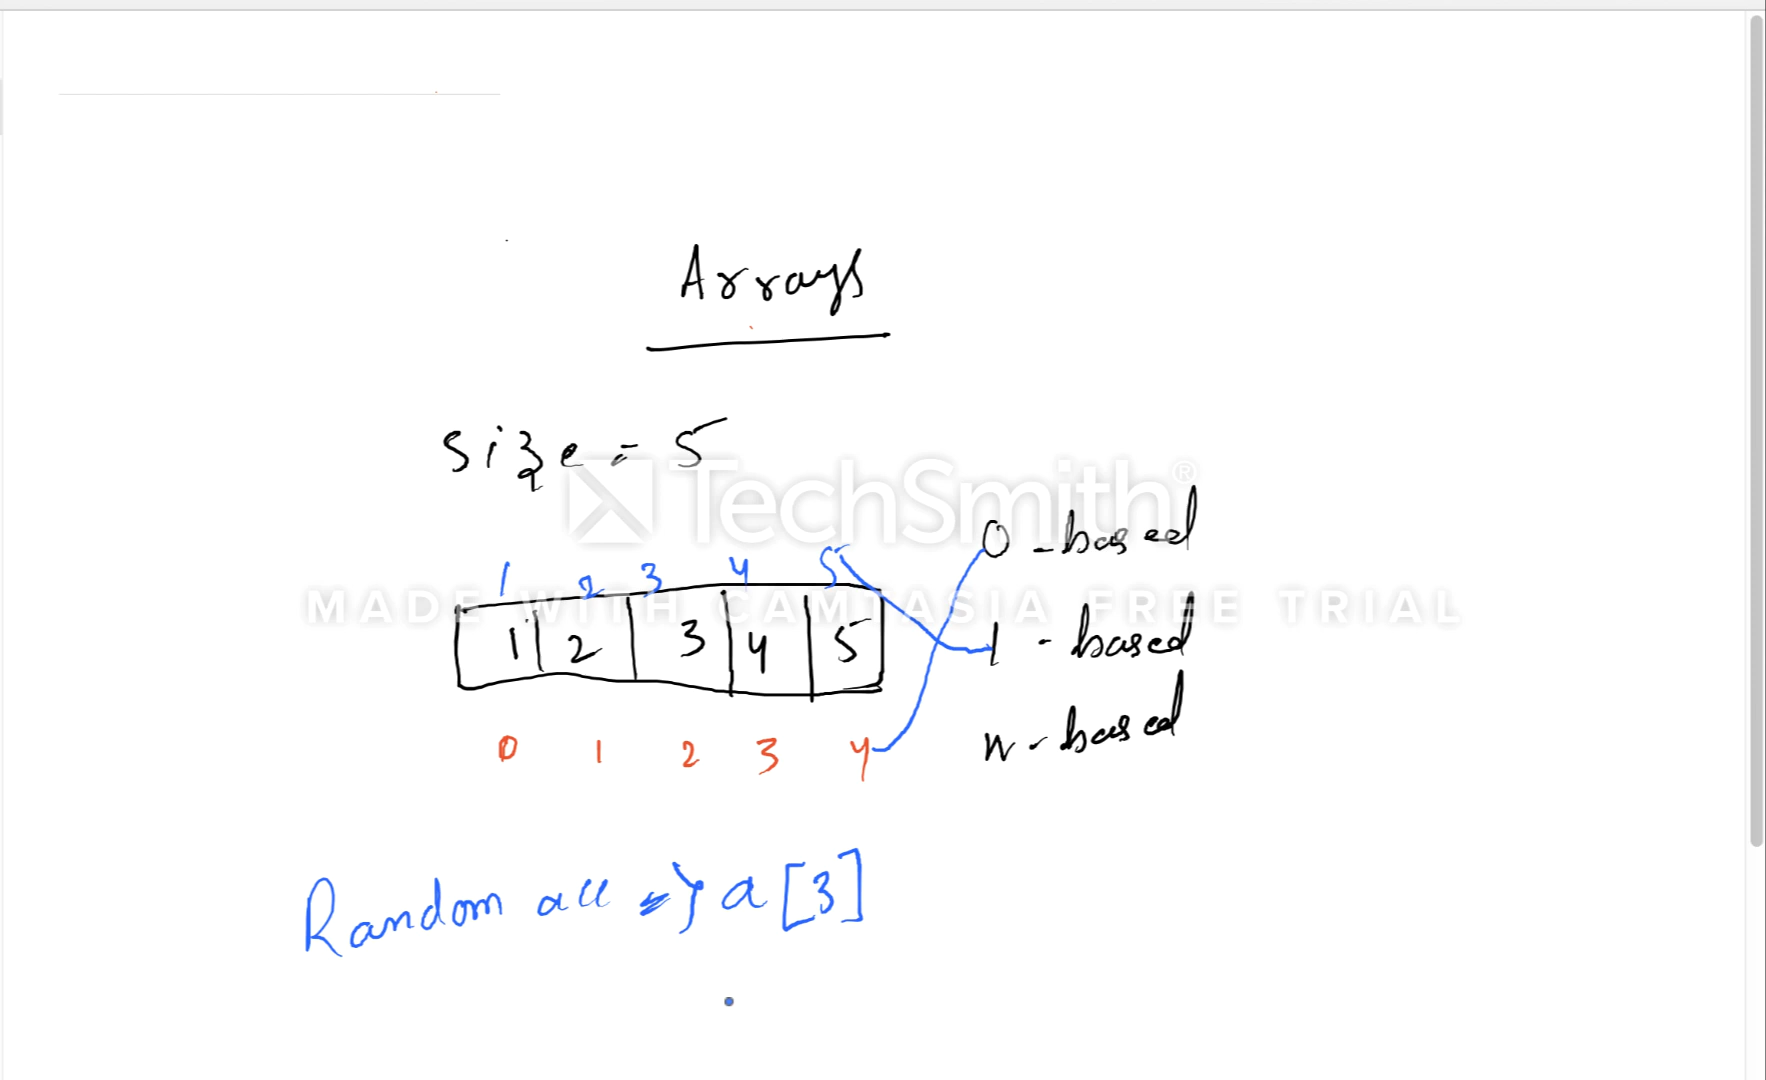 Arrays
size = 5
TechSmith®
0 - based
1 2 3 4 5
MADE WITH CAMTASIA FREE TRIAL
1 2 3 4 5
1 - based
0 1 2 3 4
n - based
Random all => a [3]